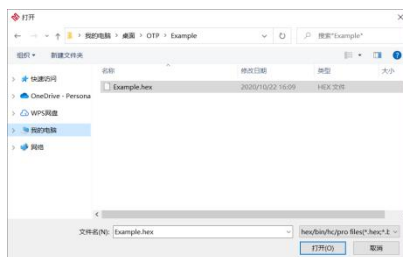 打开
我的电脑 › 桌面 › OTP › Example
搜索"Example"
组织 新建文件夹
名称 修改日期 类型 大小
Example.hex 2020/10/22 16:09 HEX 文件
快速访问
OneDrive - Persona
WPS网盘
我的电脑
网络
文件名(N): Example.hex hex/bin/hc/pro files(*.hex;*.b
打开(O) 取消